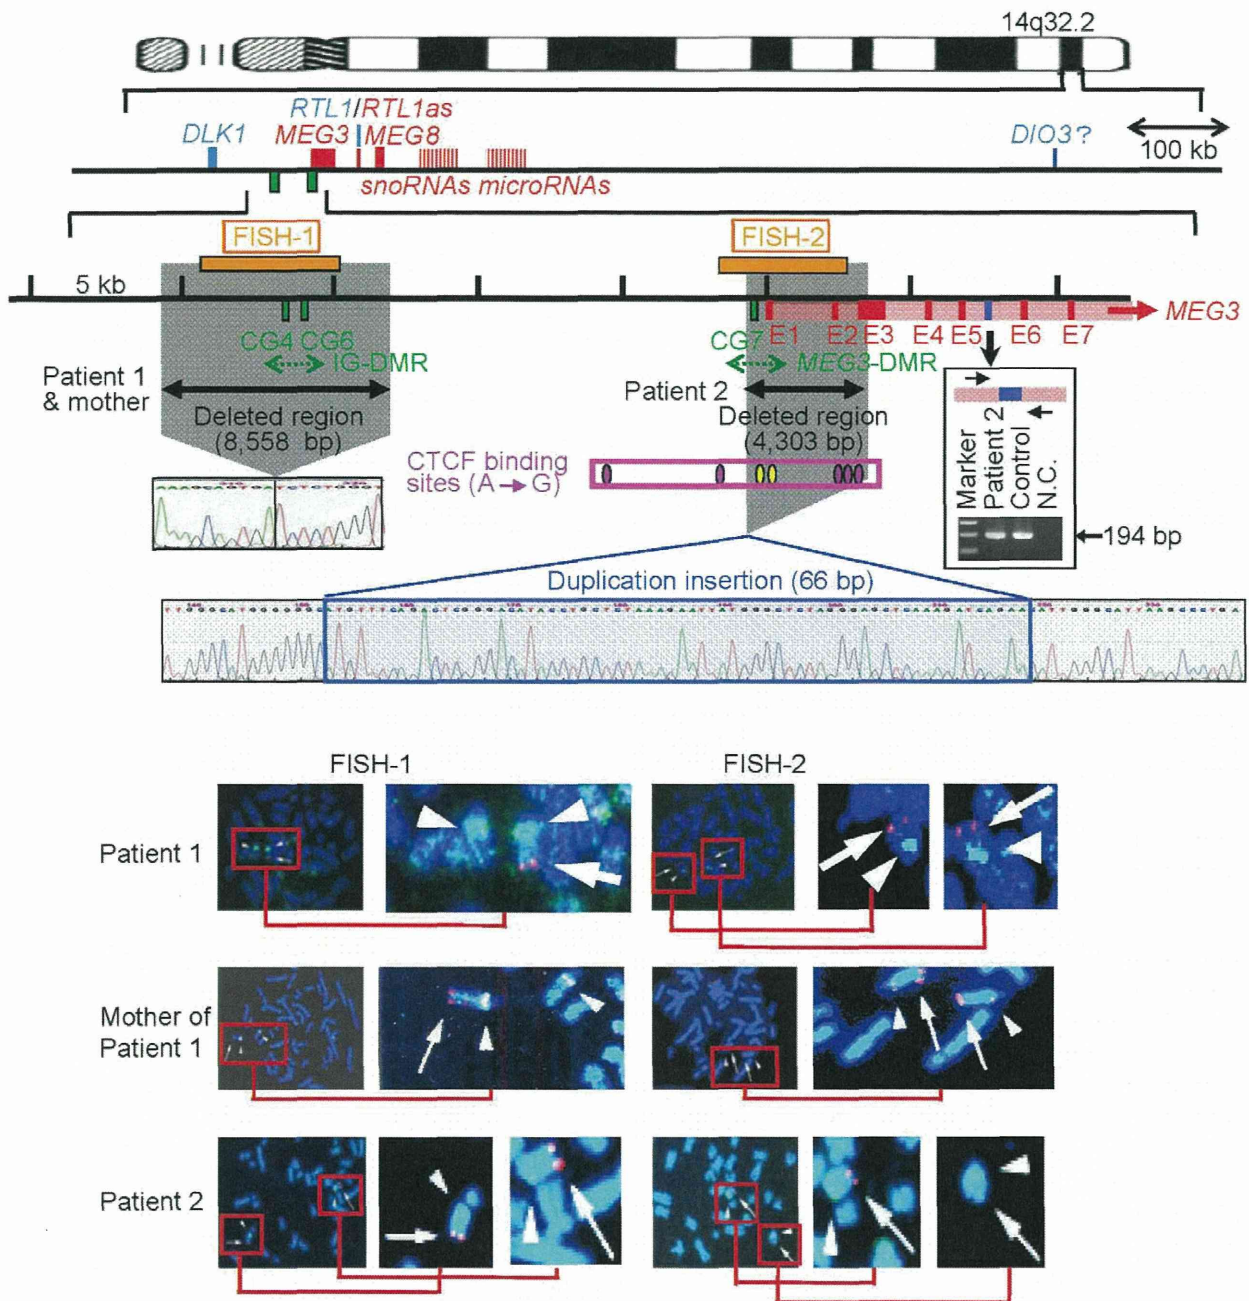 14q32.2
RTL1/RTL1as
DLK1 MEG3 MEG8 DIO3?
100 kb
snoRNAs microRNAs
FISH-1 FISH-2
5 kb
MEG3
CG4 CG6 CG7 E1 E2 E3 E4 E5 E6 E7
IG-DMR MEG3-DMR
Patient 1
& mother
Patient 2
Deleted region
(8,558 bp)
Deleted region
(4,303 bp)
CTCF binding
sites (A → G)
Marker
Patient 2
Control
N.C.
194 bp
Duplication insertion (66 bp)
FISH-1 FISH-2
Patient 1
Mother of
Patient 1
Patient 2